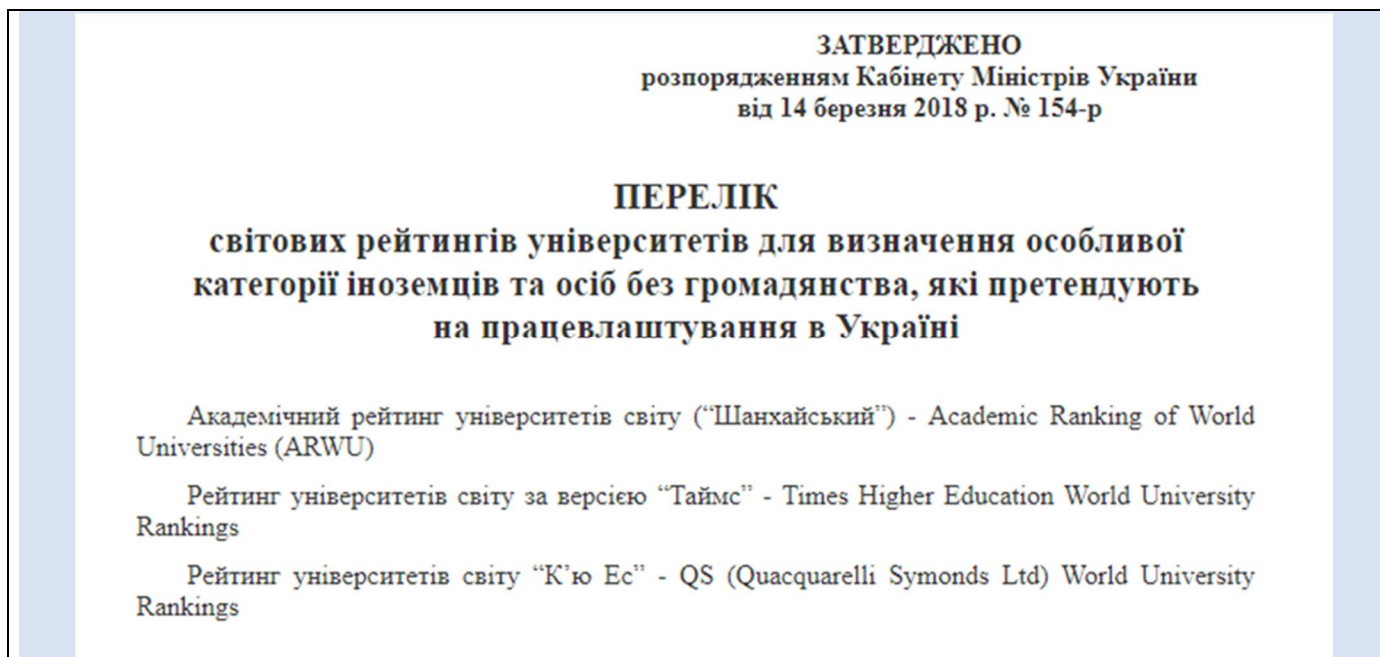 ЗАТВЕРДЖЕНО
розпорядженням Кабінету Міністрів України
від 14 березня 2018 р. № 154-р
ПЕРЕЛІК
світових рейтингів університетів для визначення особливої
категорії іноземців та осіб без громадянства, які претендують
на працевлаштування в Україні
Академічний рейтинг університетів світу (“Шанхайський”) - Academic Ranking of World
Universities (ARWU)
Рейтинг університетів світу за версією “Таймс” - Times Higher Education World University
Rankings
Рейтинг університетів світу “К’ю Ес” - QS (Quacquarelli Symonds Ltd) World University
Rankings